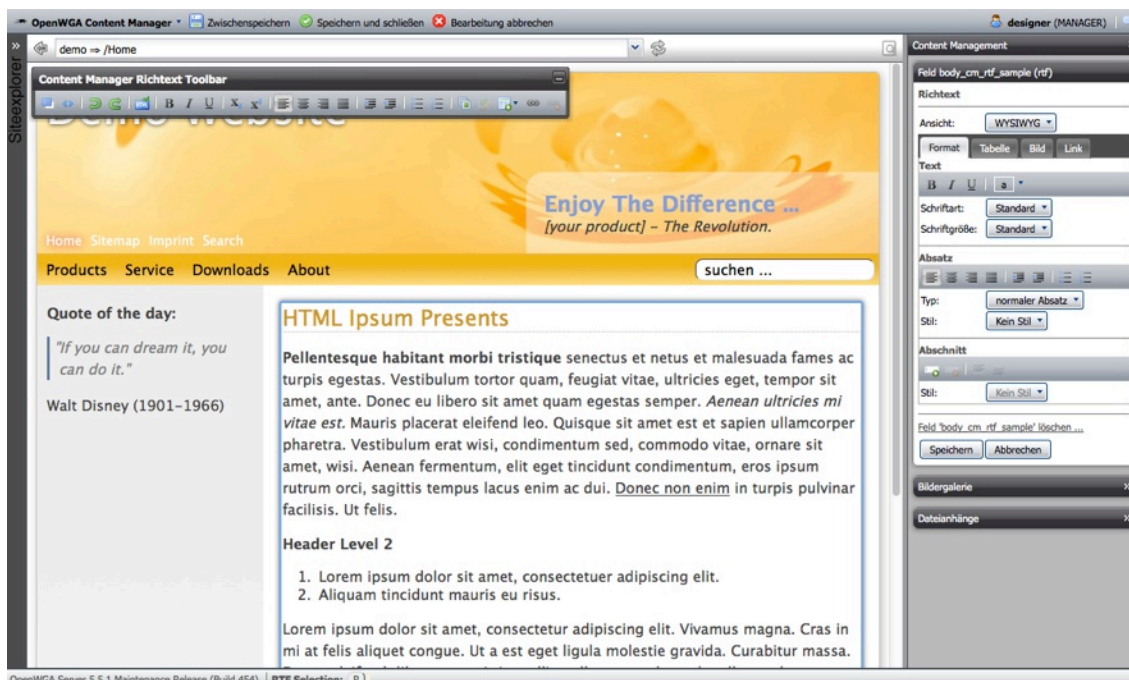 OpenWGA Content Manager Zwischenspeichern Speichern und schließen Bearbeitung abbrechen designer (MANAGER)
Siteexplorer
demo ⇒ /Home
Content Manager Richtext Toolbar
B I U X₂ X²
Demo Website
Enjoy The Difference ...
[your product] – The Revolution.
Home Sitemap Imprint Search
Products Service Downloads About
suchen ...
Quote of the day:
"If you can dream it, you
can do it."
Walt Disney (1901–1966)
HTML Ipsum Presents
Pellentesque habitant morbi tristique senectus et netus et malesuada fames ac
turpis egestas. Vestibulum tortor quam, feugiat vitae, ultricies eget, tempor sit
amet, ante. Donec eu libero sit amet quam egestas semper. Aenean ultricies mi
vitae est. Mauris placerat eleifend leo. Quisque sit amet est et sapien ullamcorper
pharetra. Vestibulum erat wisi, condimentum sed, commodo vitae, ornare sit
amet, wisi. Aenean fermentum, elit eget tincidunt condimentum, eros ipsum
rutrum orci, sagittis tempus lacus enim ac dui. Donec non enim in turpis pulvinar
facilisis. Ut felis.
Header Level 2
1. Lorem ipsum dolor sit amet, consectetuer adipiscing elit.
2. Aliquam tincidunt mauris eu risus.
Lorem ipsum dolor sit amet, consectetur adipiscing elit. Vivamus magna. Cras in
mi at felis aliquet congue. Ut a est eget ligula molestie gravida. Curabitur massa.
Content Management
Feld body_cm_rtf_sample (rtf)
Richtext
Ansicht: WYSIWYG
Format Tabelle Bild Link
Text
B I U a
Schriftart: Standard
Schriftgröße: Standard
Absatz
Typ: normaler Absatz
Stil: Kein Stil
Abschnitt
Stil: Kein Stil
Feld 'body_cm_rtf_sample' löschen ...
Speichern Abbrechen
Bildergalerie
Dateianhänge
OpenWGA Server 5.5.1 Maintenance Release (Build 454) RTF Selection: P